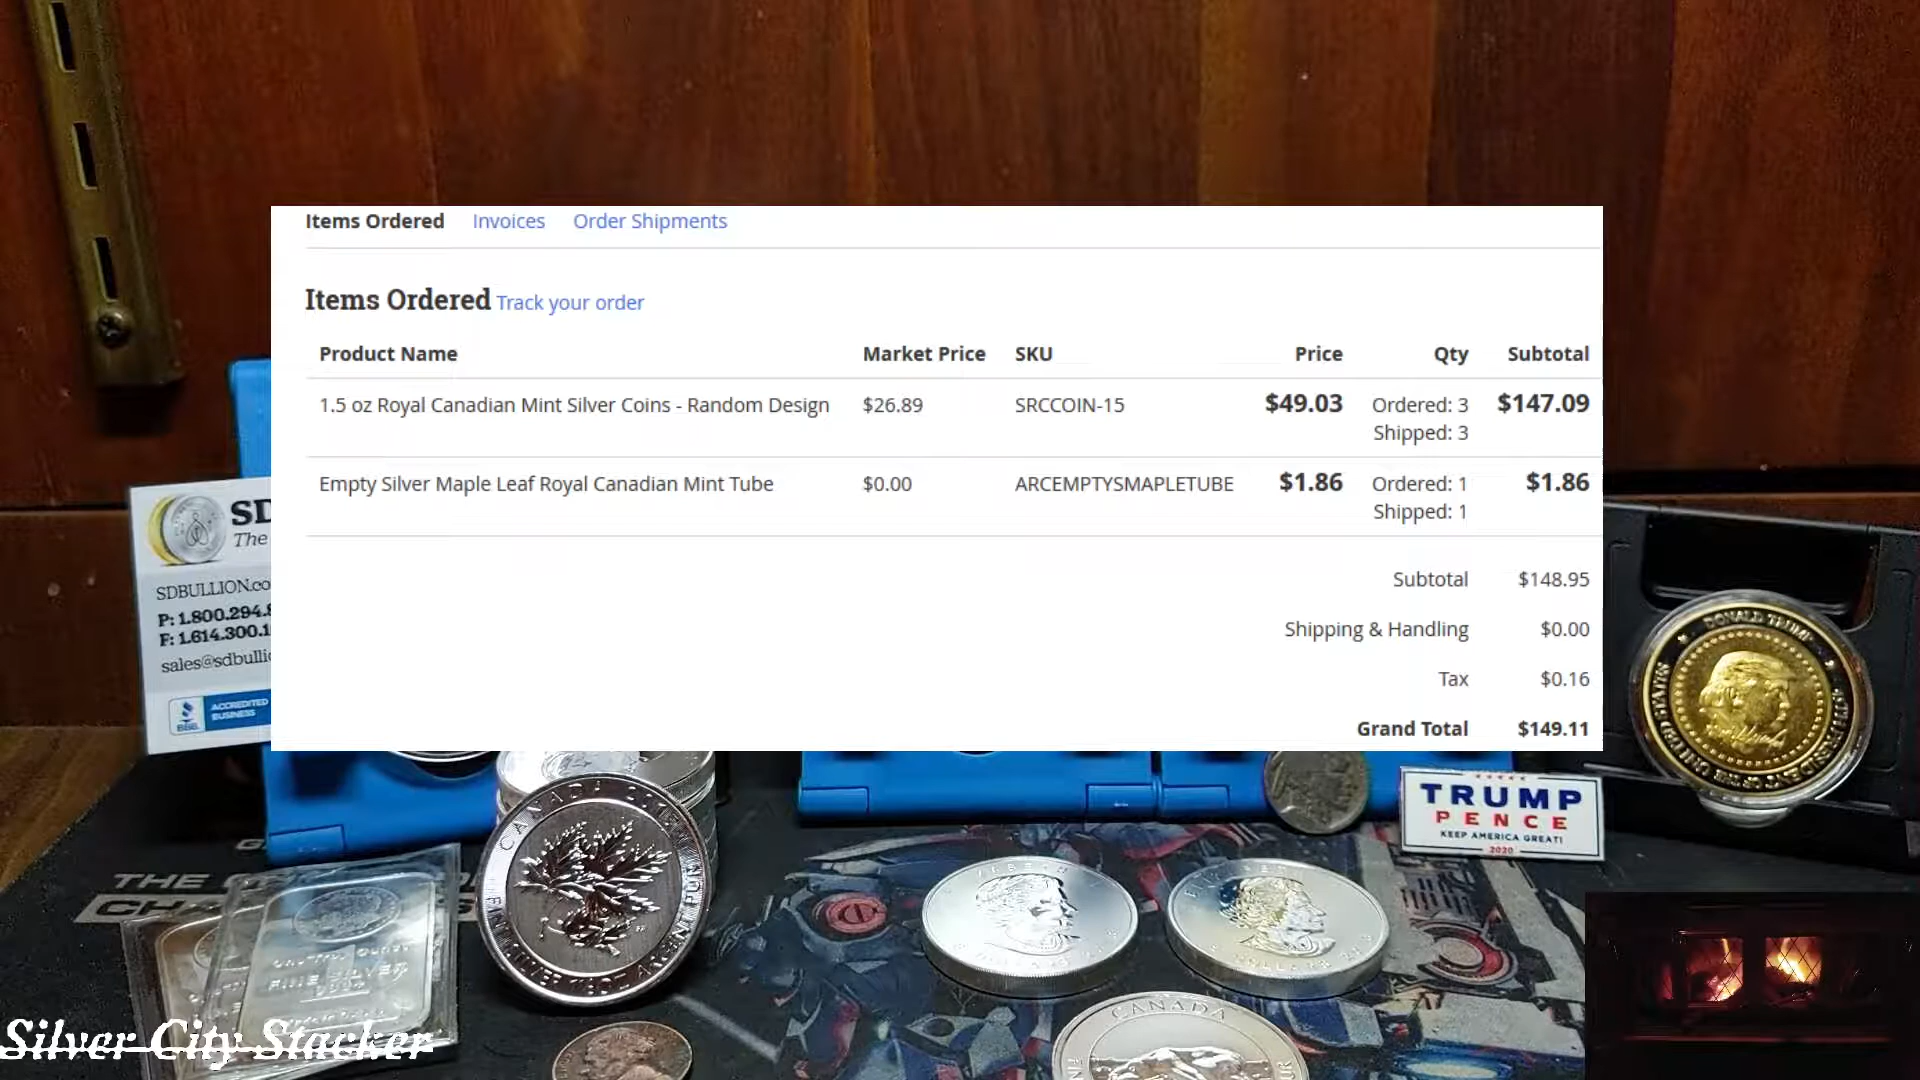 Items Ordered Invoices Order Shipments
Items Ordered Track your order
Product Name Market Price SKU Price Qty Subtotal
1.5 oz Royal Canadian Mint Silver Coins - Random Design $26.89 SRCCOIN-15 $49.03 Ordered: 3 $147.09
Shipped: 3
Empty Silver Maple Leaf Royal Canadian Mint Tube $0.00 ARCEMPTYSMAPLETUBE $1.86 Ordered: 1 $1.86
Shipped: 1
Subtotal $148.95
Shipping & Handling $0.00
Tax $0.16
Grand Total $149.11
SD
The
SDBULLION.co
P: 1.800.294.
F: 1.614.300.1
sales@sdbulli
BBB
ACCREDITED
BUSINESS
DONALD TRUMP
TRUMP
PENCE
KEEP AMERICA GREAT!
2020
CANADA
THE
FINE SILVER
CANADA
Silver City Stacker